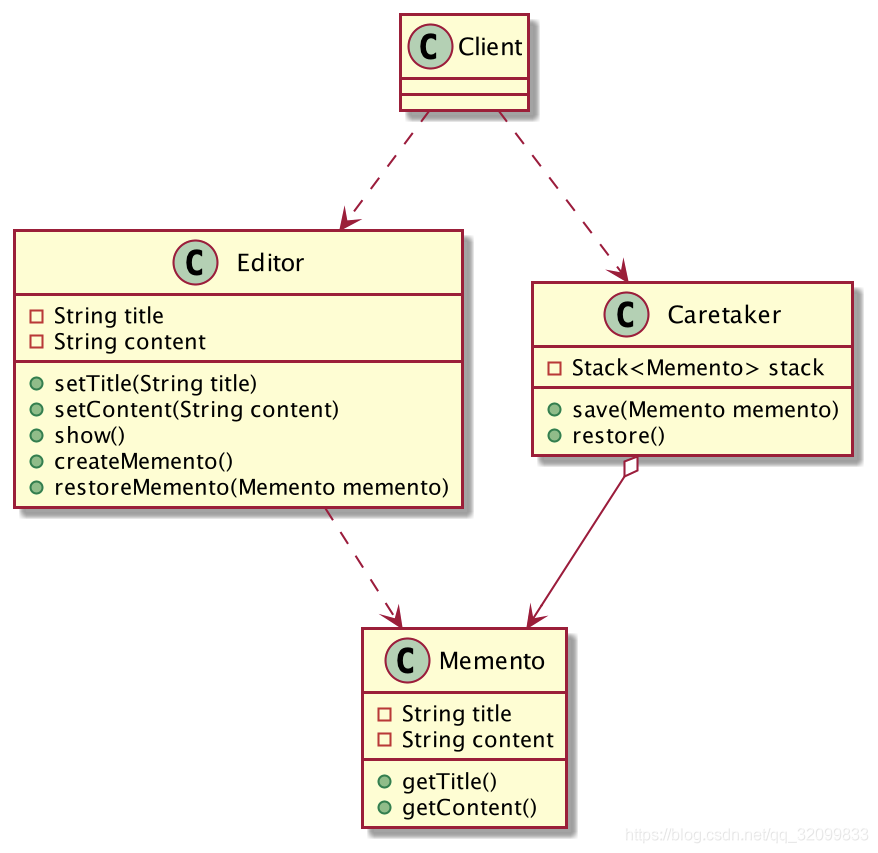 C Client
C Editor
String title
String content
setTitle(String title)
setContent(String content)
show()
createMemento()
restoreMemento(Memento memento)
C Caretaker
Stack<Memento> stack
save(Memento memento)
restore()
C Memento
String title
String content
getTitle()
getContent()
https://blog.csdn.net/qq_32099833